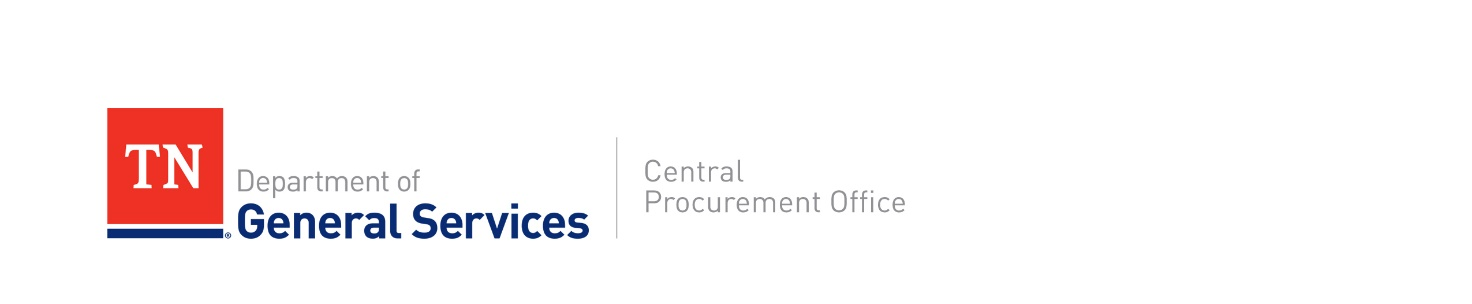 TN
Department of
General Services
®
Central
Procurement Office